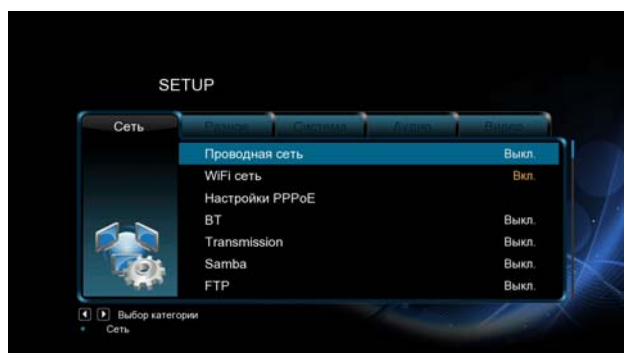 SETUP
Сеть Разное Система Аудио Видео
Проводная сеть Выкл.
WiFi сеть Вкл.
Настройки PPPoE
BT Выкл.
Transmission Выкл.
Samba Выкл.
FTP Выкл.
Выбор категории
Сеть